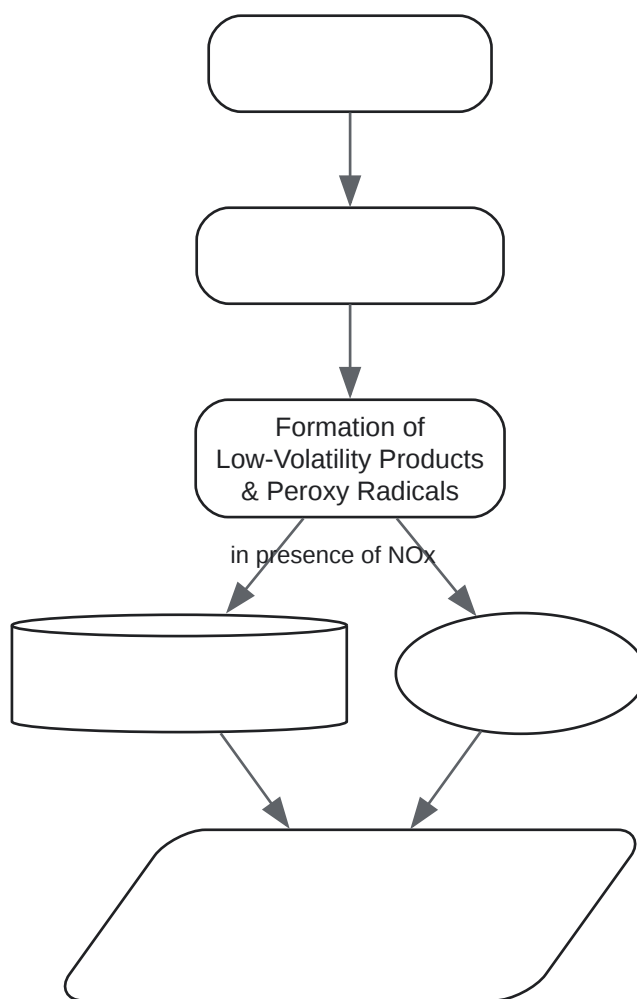 Formation of
Low-Volatility Products
& Peroxy Radicals
in presence of NOx